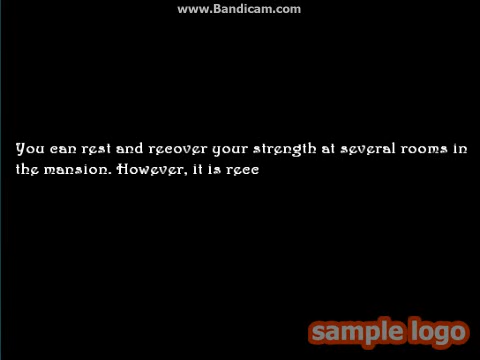 www.Bandicam.com
You can rest and recover your strength at several rooms in
the mansion. However, it is rece
sample logo